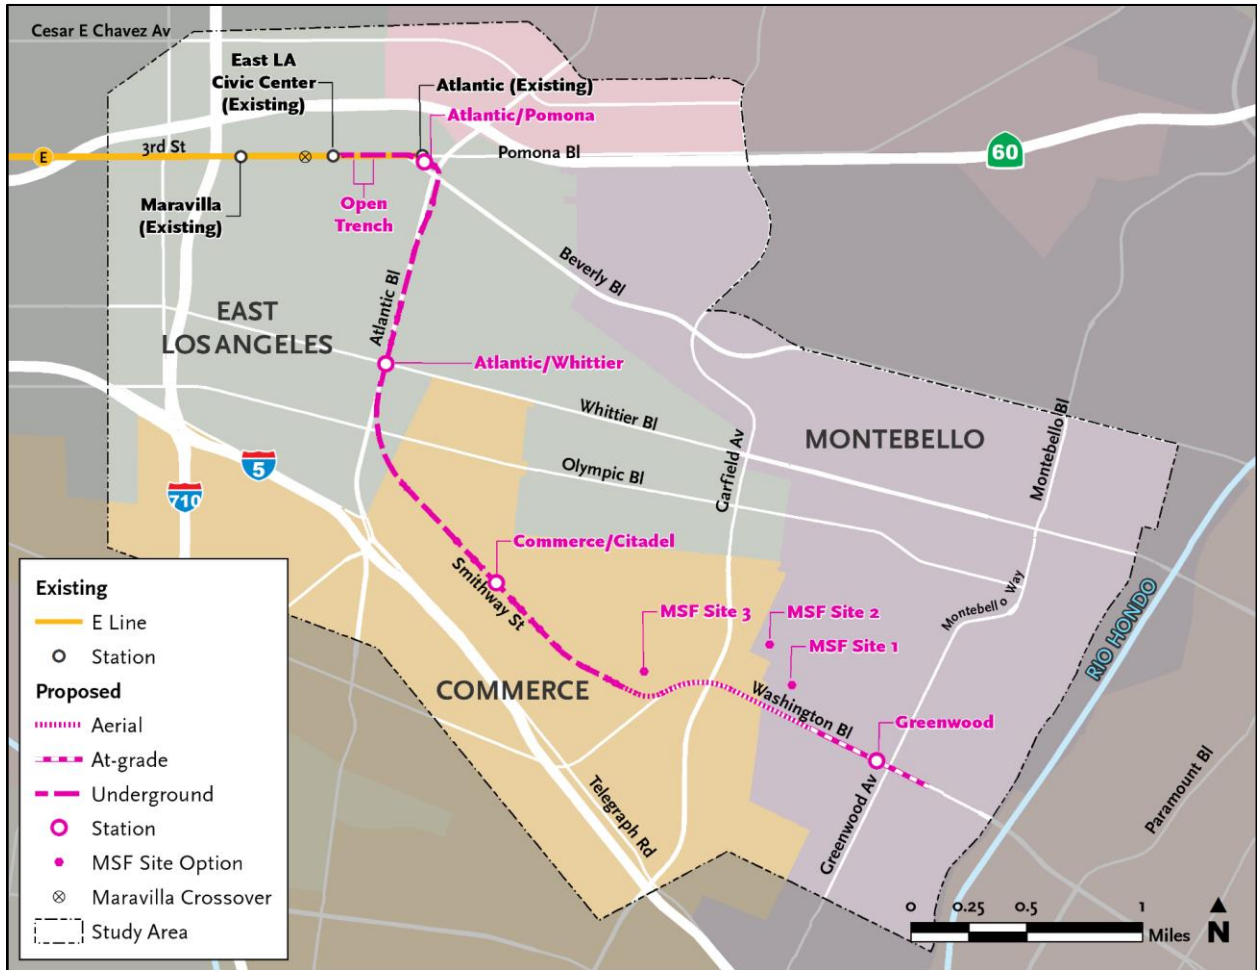 Cesar E Chavez Av
East LA
Civic Center
(Existing)
Atlantic (Existing)
Atlantic/Pomona
E
3rd St
Pomona Bl
60
Maravilla
(Existing)
Open
Trench
Beverly Bl
Atlantic Bl
EAST
LOS ANGELES
Atlantic/Whittier
Whittier Bl
MONTEBELLO
Montebello Bl
Garfield Av
Olympic Bl
5
710
Commerce/Citadel
Smithway St
Montebello Way
RIO HONDO
MSF Site 3
MSF Site 2
MSF Site 1
COMMERCE
Washington Bl
Greenwood
Telegraph Rd
Greenwood Av
Paramount Bl
Existing
E Line
Station
Proposed
Aerial
At-grade
Underground
Station
MSF Site Option
Maravilla Crossover
Study Area
0 0.25 0.5 1
Miles
N